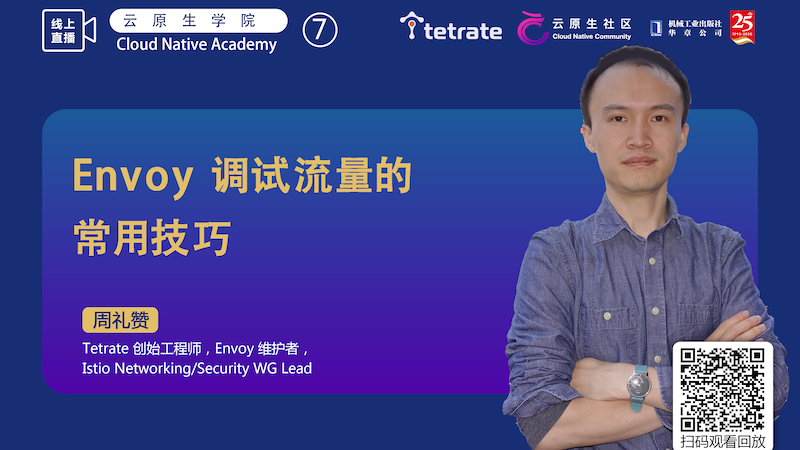 线上
直播
云原生学院
Cloud Native Academy
7
tetrate
云原生社区
Cloud Native Community
机械工业出版社
华章公司
25
Envoy 调试流量的
常用技巧
周礼赞
Tetrate 创始工程师，Envoy 维护者，
Istio Networking/Security WG Lead
扫码观看回放